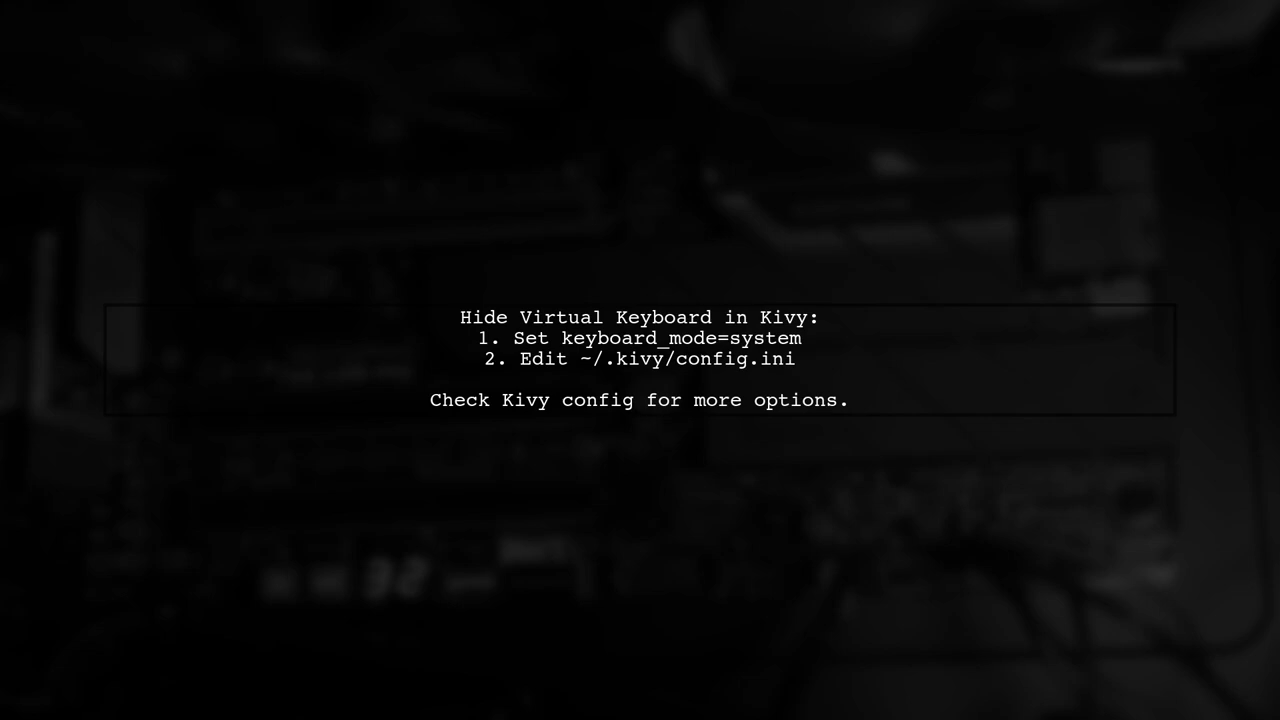 Hide Virtual Keyboard in Kivy:
1. Set keyboard_mode=system
2. Edit ~/.kivy/config.ini
Check Kivy config for more options.